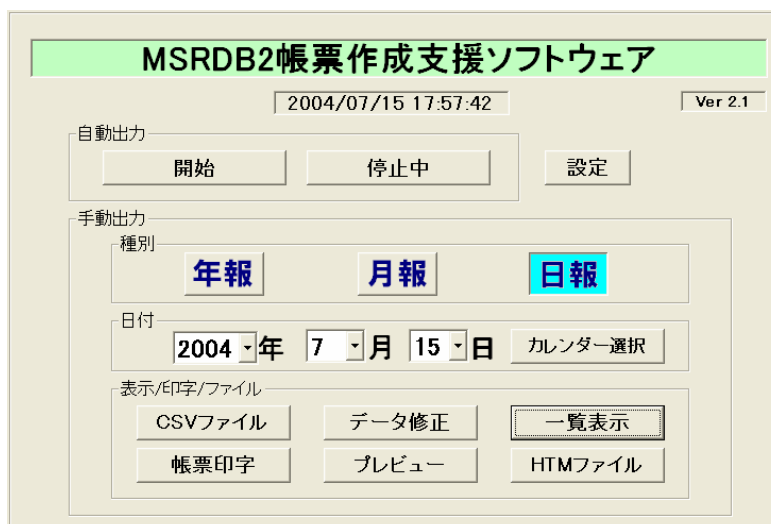 MSRDB2帳票作成支援ソフトウェア
2004/07/15 17:57:42 Ver 2.1
自動出力
開始 停止中 設定
手動出力
種別
年報 月報 日報
日付
2004 年 7 月 15 日 カレンダー選択
表示/印字/ファイル
CSVファイル データ修正 一覧表示
帳票印字 プレビュー HTMファイル